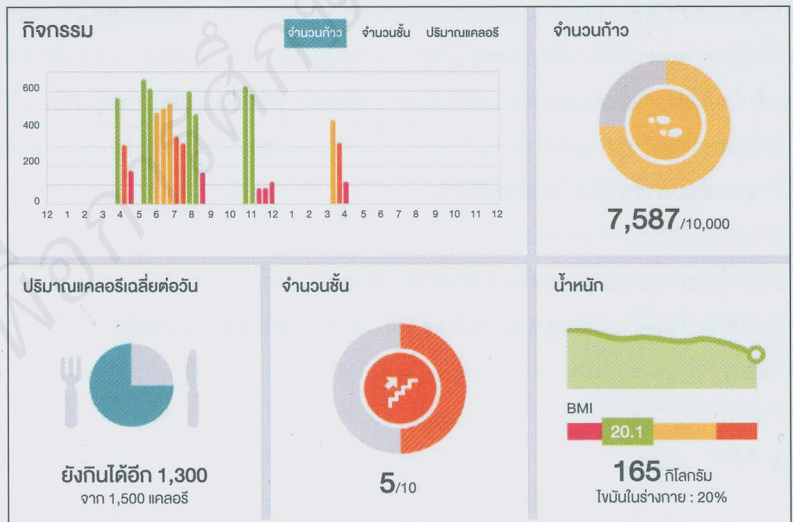 กิจกรรม
จำนวนก้าว จำนวนชั้น ปริมาณแคลอรี
600
400
200
0
12 1 2 3 4 5 6 7 8 9 10 11 12 1 2 3 4 5 6 7 8 9 10 11 12
จำนวนก้าว
7,587/10,000
ปริมาณแคลอรีเฉลี่ยต่อวัน
ยังกินได้อีก 1,300
จาก 1,500 แคลอรี
จำนวนชั้น
5/10
น้ำหนัก
BMI
20.1
165 กิโลกรัม
ไขมันในร่างกาย : 20%